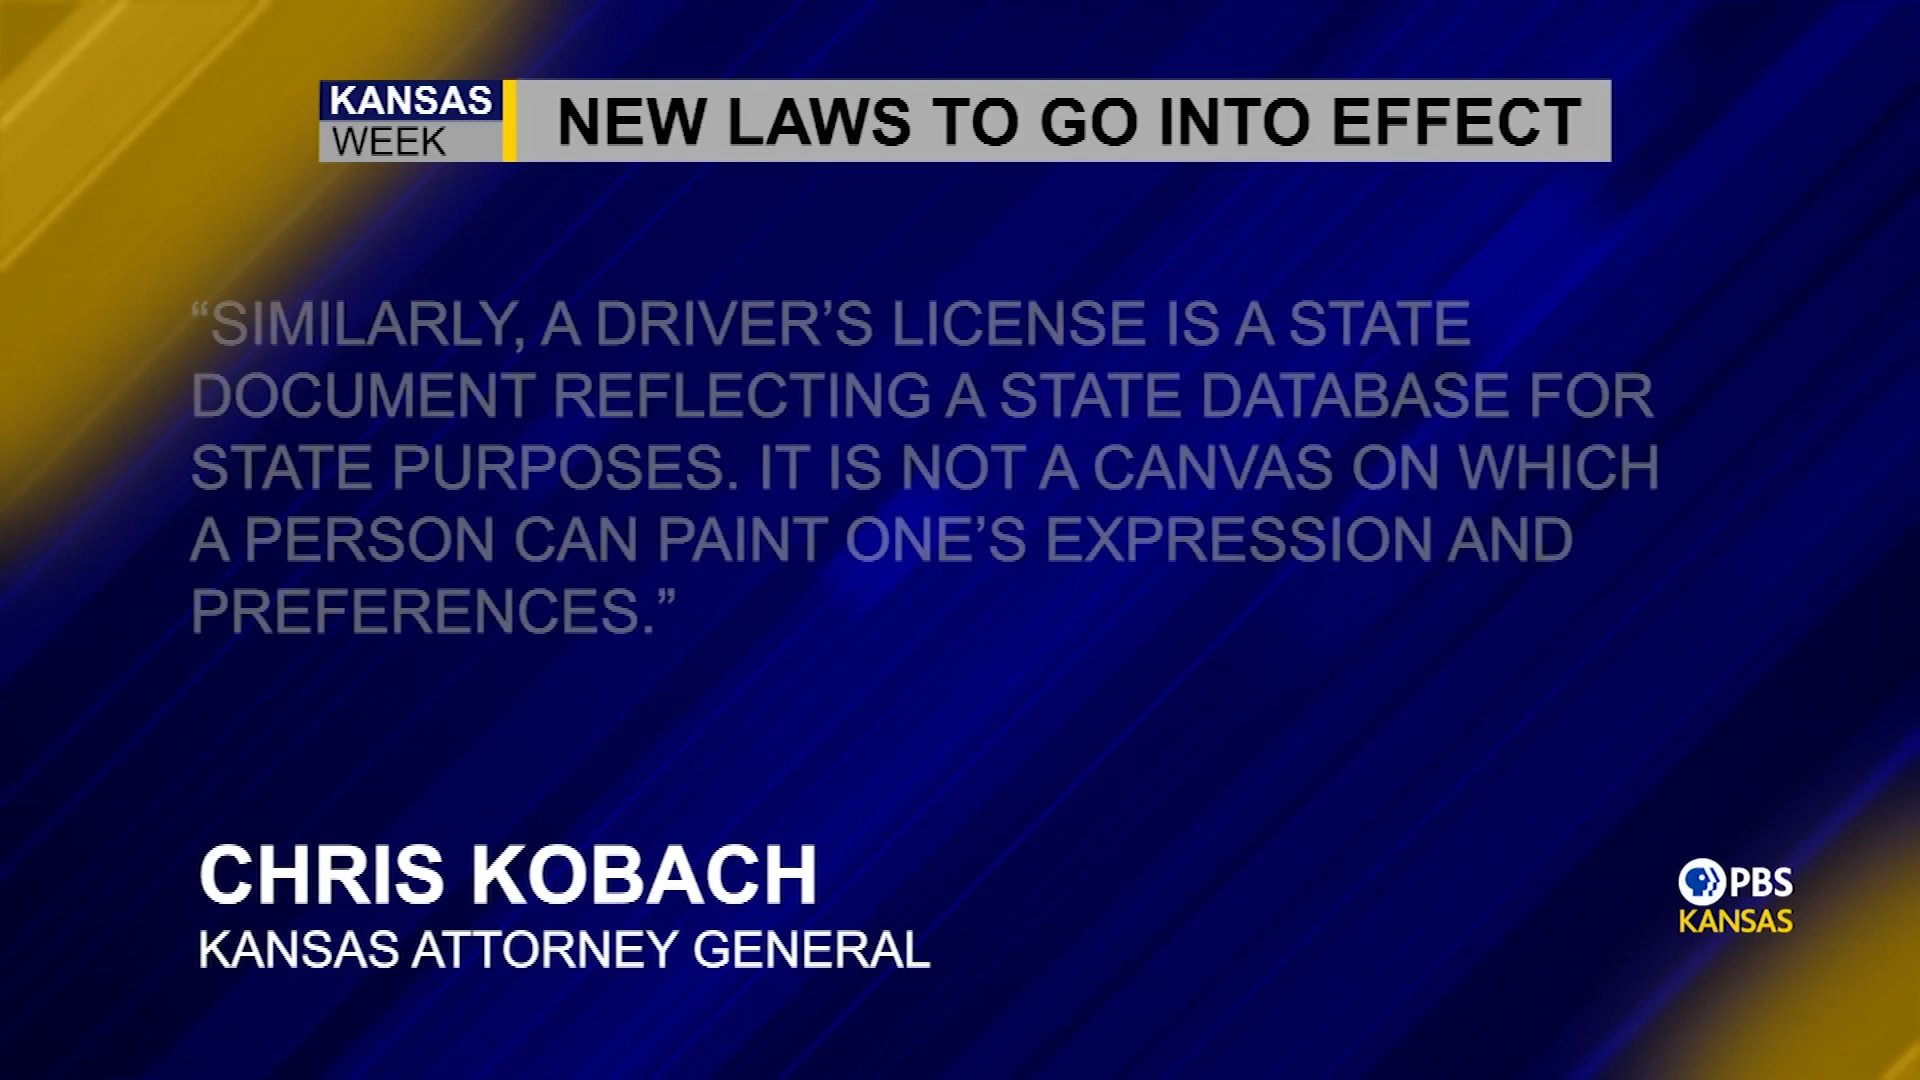 KANSAS
WEEK
NEW LAWS TO GO INTO EFFECT
“SIMILARLY, A DRIVER’S LICENSE IS A STATE
DOCUMENT REFLECTING A STATE DATABASE FOR
STATE PURPOSES. IT IS NOT A CANVAS ON WHICH
A PERSON CAN PAINT ONE’S EXPRESSION AND
PREFERENCES.”
CHRIS KOBACH
KANSAS ATTORNEY GENERAL
PBS
KANSAS